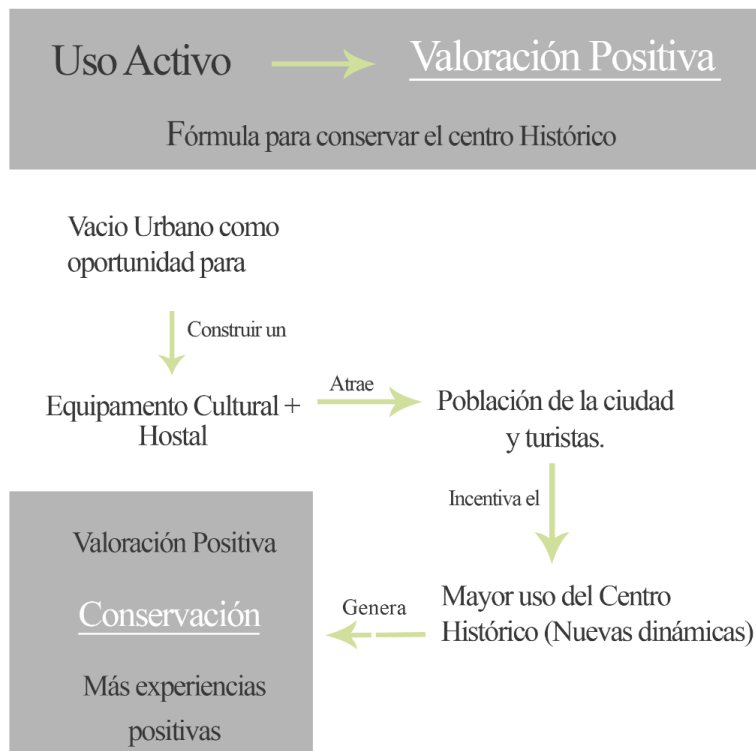 Uso Activo
Valoración Positiva
Fórmula para conservar el centro Histórico
Vacio Urbano como
oportunidad para
Construir un
Equipamento Cultural +
Hostal
Atrae
Población de la ciudad
y turistas.
Incentiva el
Mayor uso del Centro
Histórico (Nuevas dinámicas)
Genera
Valoración Positiva
Conservación
Más experiencias
positivas